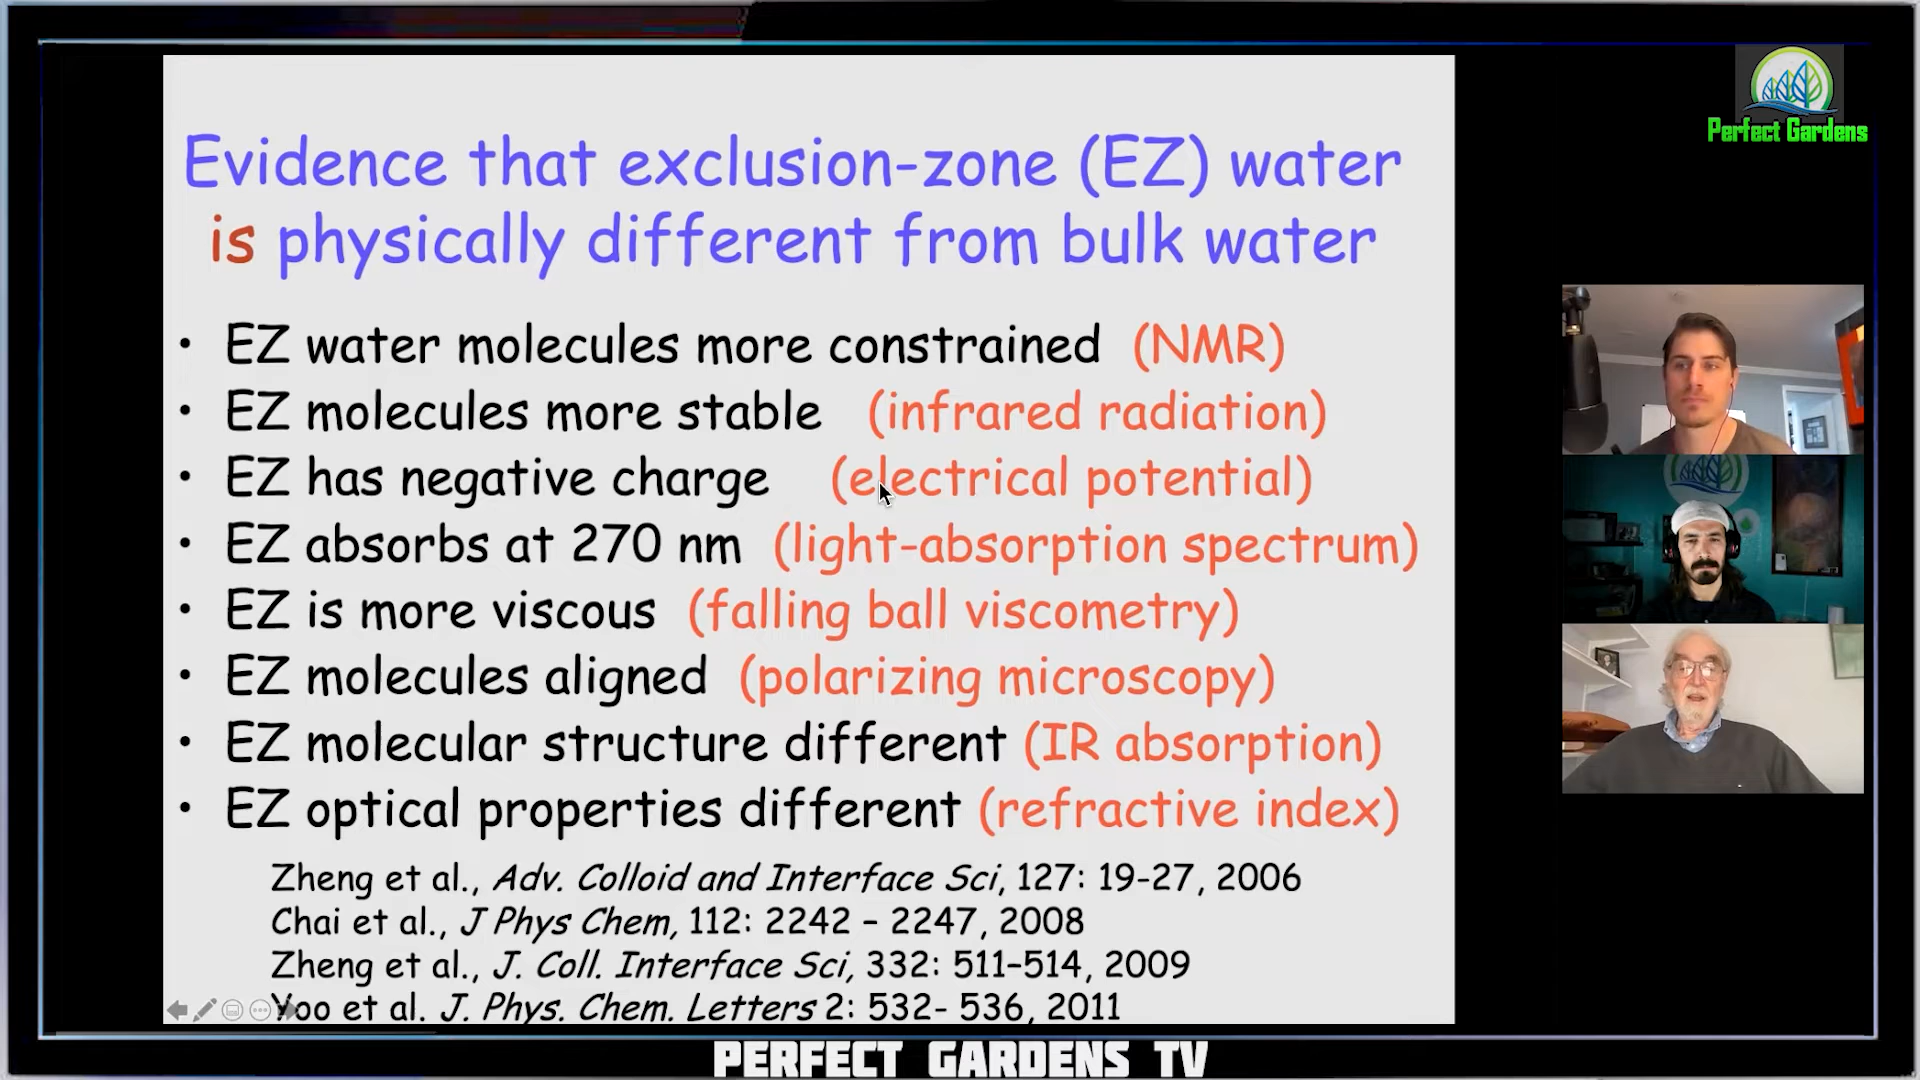 Perfect Gardens
Evidence that exclusion-zone (EZ) water
is physically different from bulk water
• EZ water molecules more constrained (NMR)
• EZ molecules more stable (infrared radiation)
• EZ has negative charge (electrical potential)
• EZ absorbs at 270 nm (light-absorption spectrum)
• EZ is more viscous (falling ball viscometry)
• EZ molecules aligned (polarizing microscopy)
• EZ molecular structure different (IR absorption)
• EZ optical properties different (refractive index)
Zheng et al., Adv. Colloid and Interface Sci, 127: 19-27, 2006
Chai et al., J Phys Chem, 112: 2242 – 2247, 2008
Zheng et al., J. Coll. Interface Sci, 332: 511–514, 2009
Yoo et al. J. Phys. Chem. Letters 2: 532- 536, 2011
PERFECT GARDENS TV